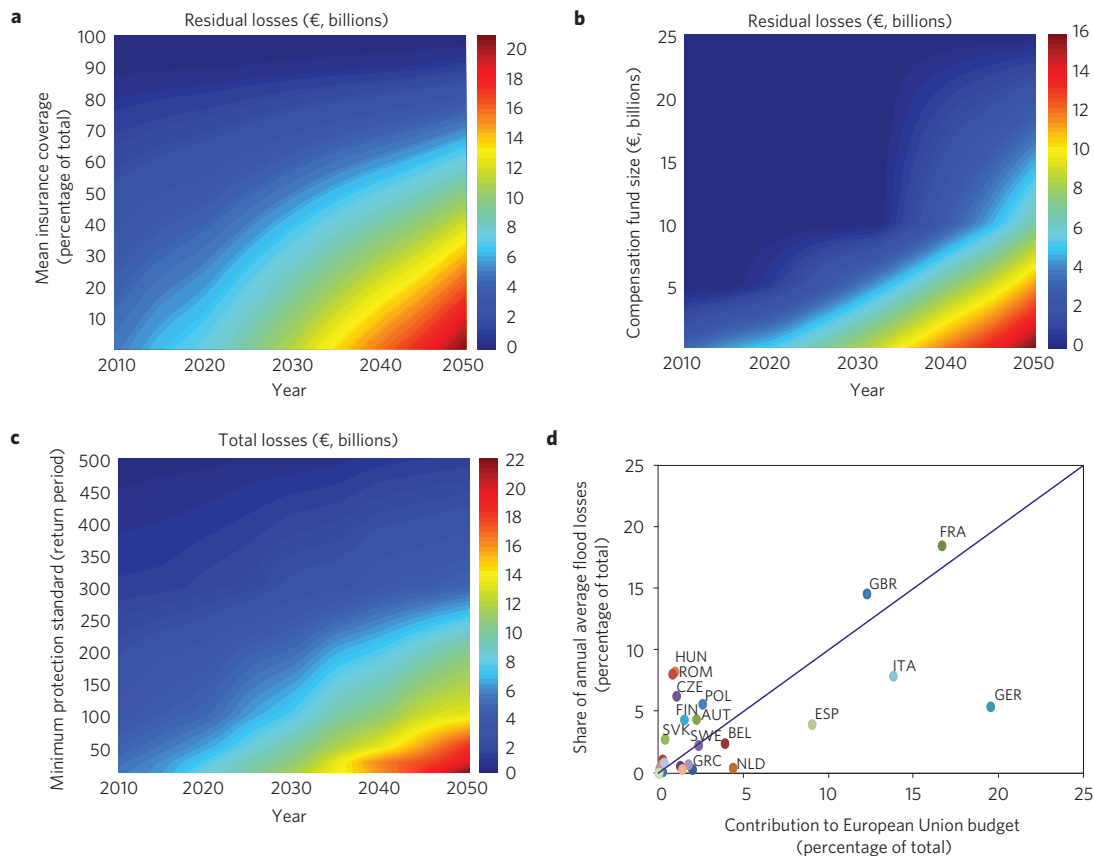 a
Residual losses (€, billions)
Mean insurance coverage
(percentage of total)
100
90
80
70
60
50
40
30
20
10
2010 2020 2030 2040 2050
Year
20
18
16
14
12
10
8
6
4
2
0
b
Residual losses (€, billions)
Compensation fund size (€, billions)
25
20
15
10
5
2010 2020 2030 2040 2050
Year
16
14
12
10
8
6
4
2
0
c
Total losses (€, billions)
Minimum protection standard (return period)
500
450
400
350
300
250
200
150
100
50
2010 2020 2030 2040 2050
Year
22
20
18
16
14
12
10
8
6
4
2
0
d
Share of annual average flood losses
(percentage of total)
25
20
15
10
5
0
FRA
GBR
HUN
ROM
ITA
CZE
POL
GER
FIN
AUT
ESP
SVK
SWE
BEL
GRC
NLD
0 5 10 15 20 25
Contribution to European Union budget
(percentage of total)